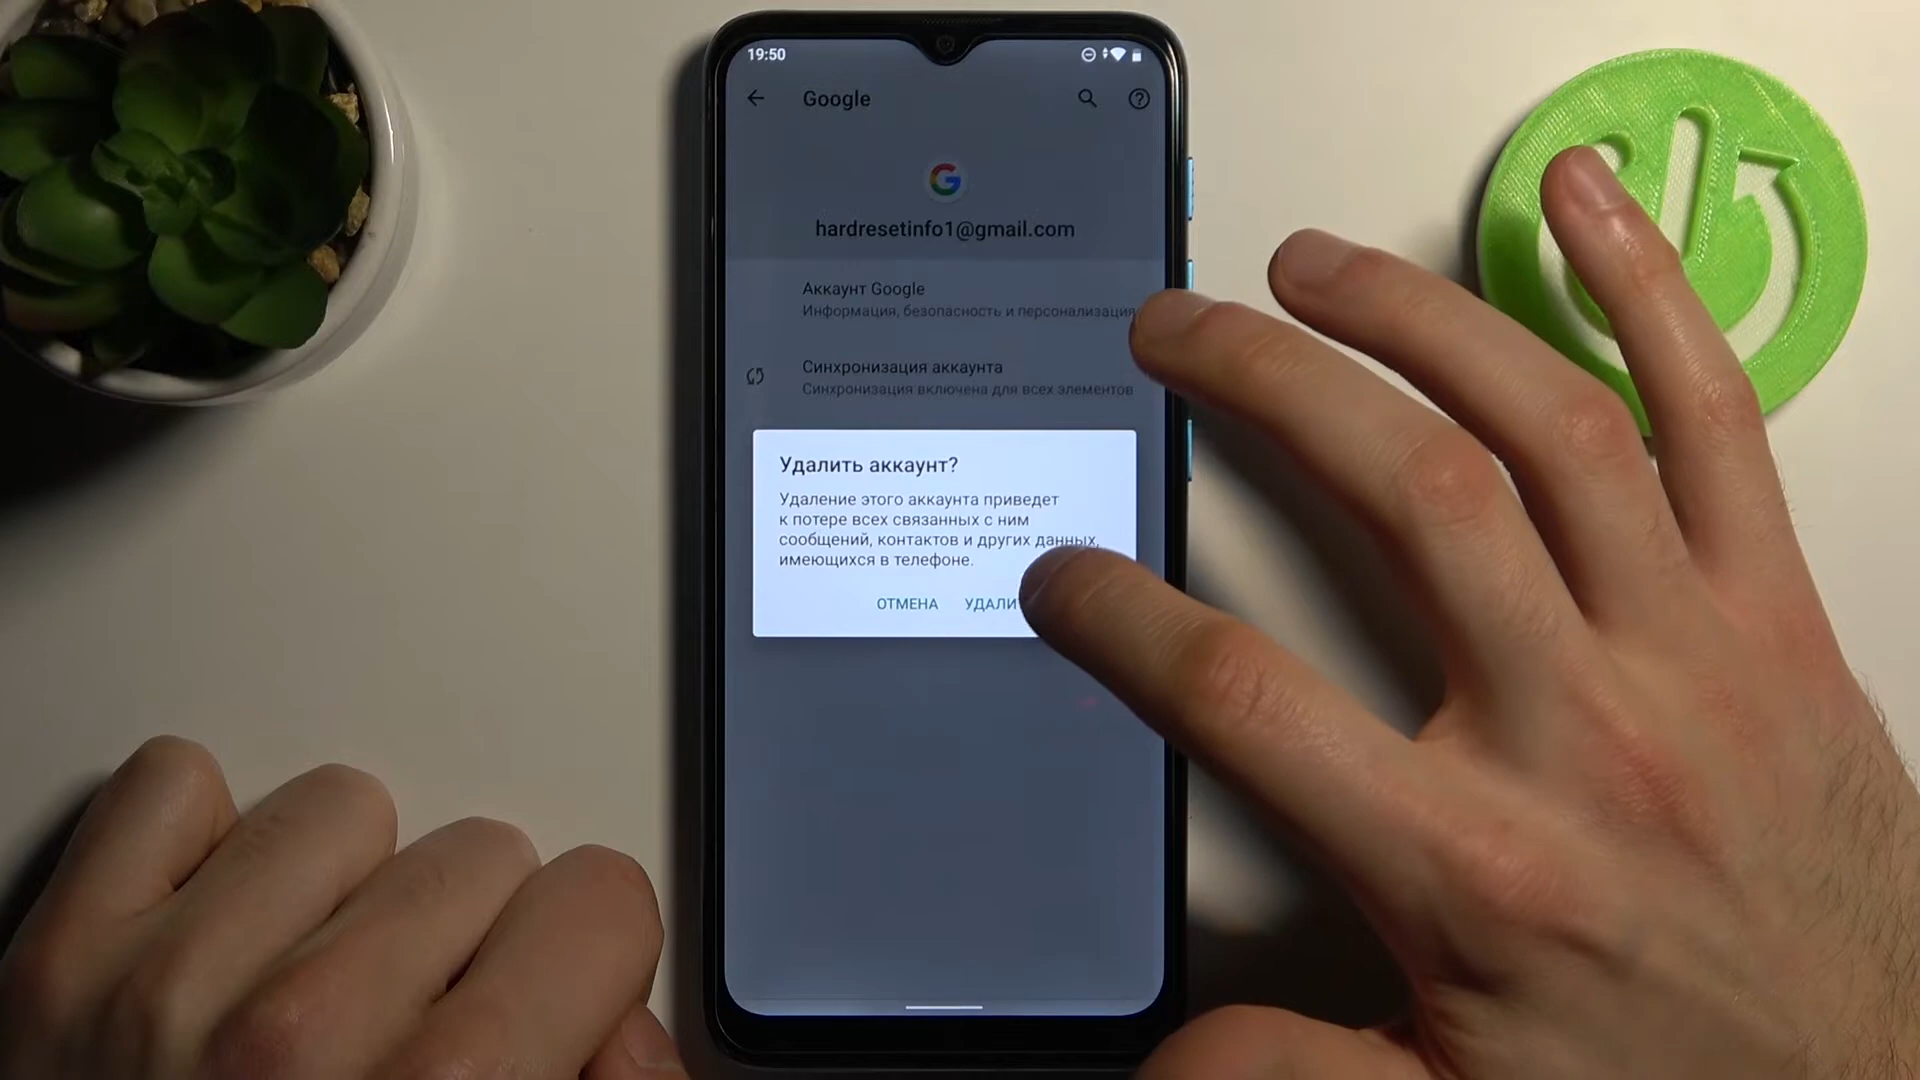 19:50
Google
G
hardresetinfo1@gmail.com
Аккаунт Google
Информация, безопасность и персонализация
Синхронизация аккаунта
Синхронизация включена для всех элементов
Удалить аккаунт?
Удаление этого аккаунта приведет
к потере всех связанных с ним
сообщений, контактов и других данных,
имеющихся в телефоне.
ОТМЕНА